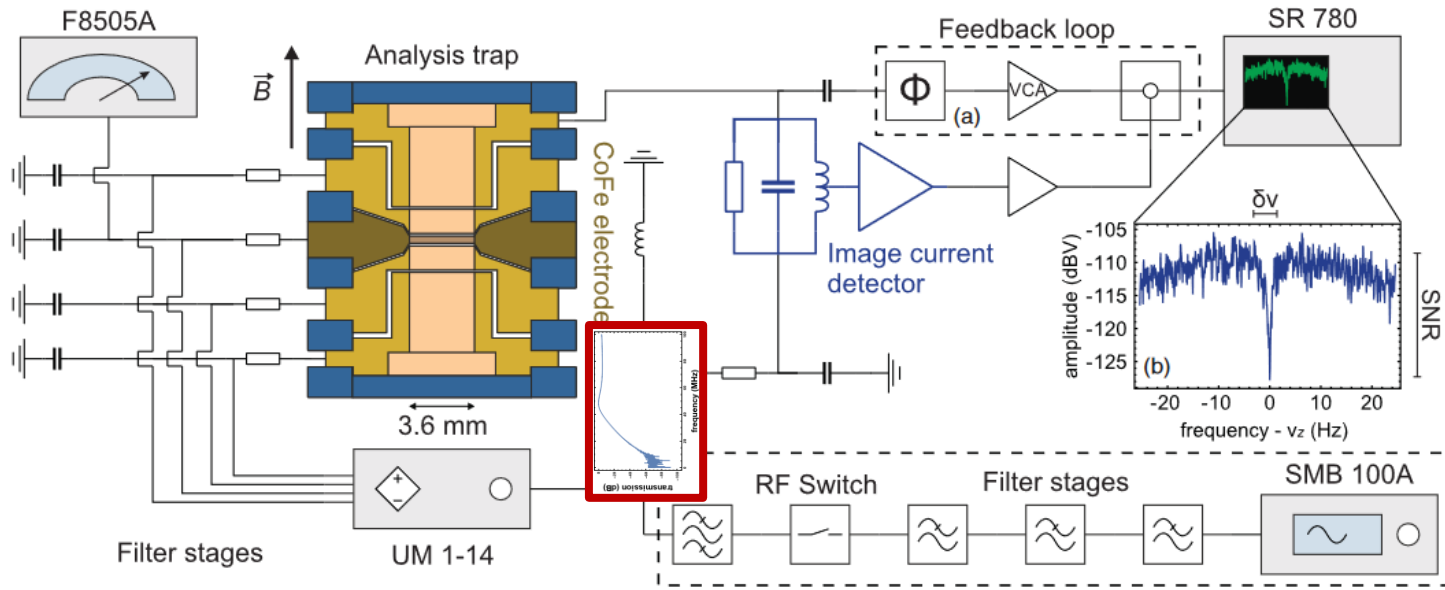 F8505A
B
Analysis trap
CoFe electrode
3.6 mm
Filter stages
UM 1-14
frequency (MHz)
transmission (dB)
Feedback loop
Φ
(a)
VCA
SR 780
Image current
detector
δν
-105
-110
-115
-120
-125
amplitude (dBV)
(b)
SNR
-20 -10 0 10 20
frequency - νz (Hz)
RF Switch
Filter stages
SMB 100A